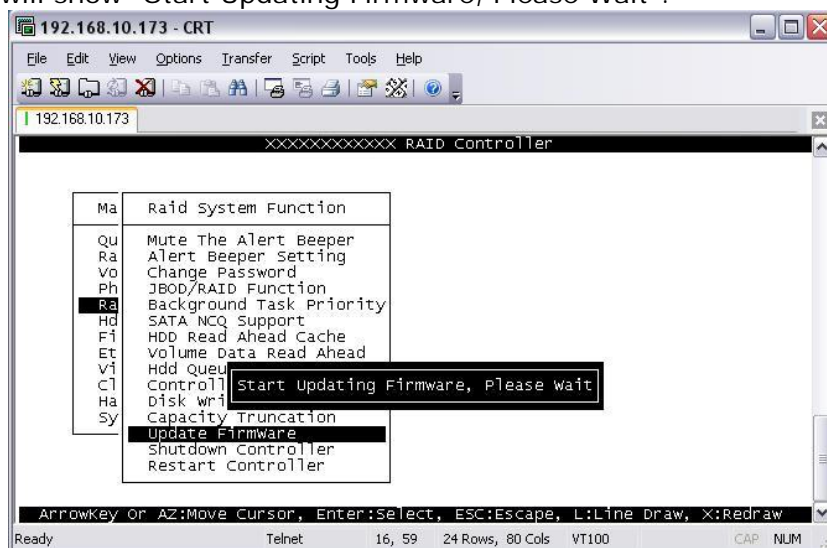 will show "Start Updating Firmware, Please Wait".
192.168.10.173 - CRT
File Edit View Options Transfer Script Tools Help
192.168.10.173
XXXXXXXXXXXX RAID Controller
Ma
Raid System Function
Qu
Mute The Alert Beeper
Ra
Alert Beeper Setting
Vo
Change Password
Ph
JBOD/RAID Function
Ra
Background Task Priority
Hd
SATA NCQ Support
Fi
HDD Read Ahead Cache
Et
Volume Data Read Ahead
Vi
Hdd Queu
Cl
Controll
Start Updating Firmware, Please Wait
Ha
Disk Wri
Sy
Capacity Truncation
Update Firmware
Shutdown Controller
Restart Controller
ArrowKey Or AZ:Move Cursor, Enter:Select, ESC:Escape, L:Line Draw, X:Redraw
Ready Telnet 16, 59 24 Rows, 80 Cols VT100 CAP NUM